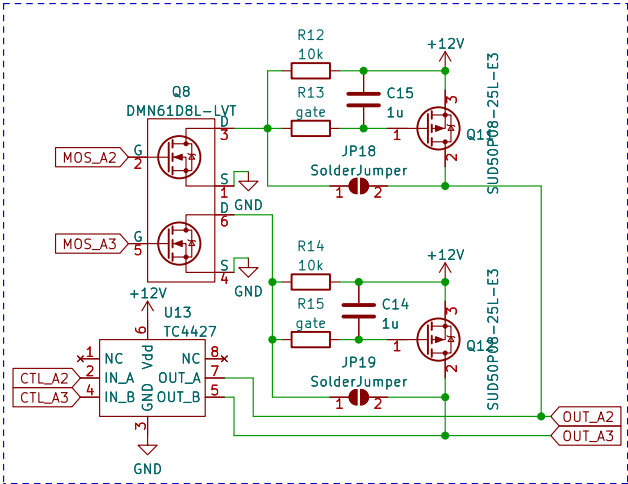 R12
10k
+12V
SUD50P08-25L-E3
Q8
DMN61D8L-LVT
R13
gate
C15
1u
D
3
3
1
Q11
2
MOS_A2
G
2
JP18
SolderJumper
1
2
S
1
GND
D
6
MOS_A3
G
5
R14
10k
+12V
SUD50P08-25L-E3
S
4
GND
+12V
U13
TC4427
R15
gate
C14
1u
3
1
Q12
2
6
Vdd
1
NC
NC
8
JP19
SolderJumper
1
2
CTL_A2
2
IN_A
OUT_A
7
CTL_A3
4
IN_B
OUT_B
5
GND
3
GND
OUT_A2
OUT_A3